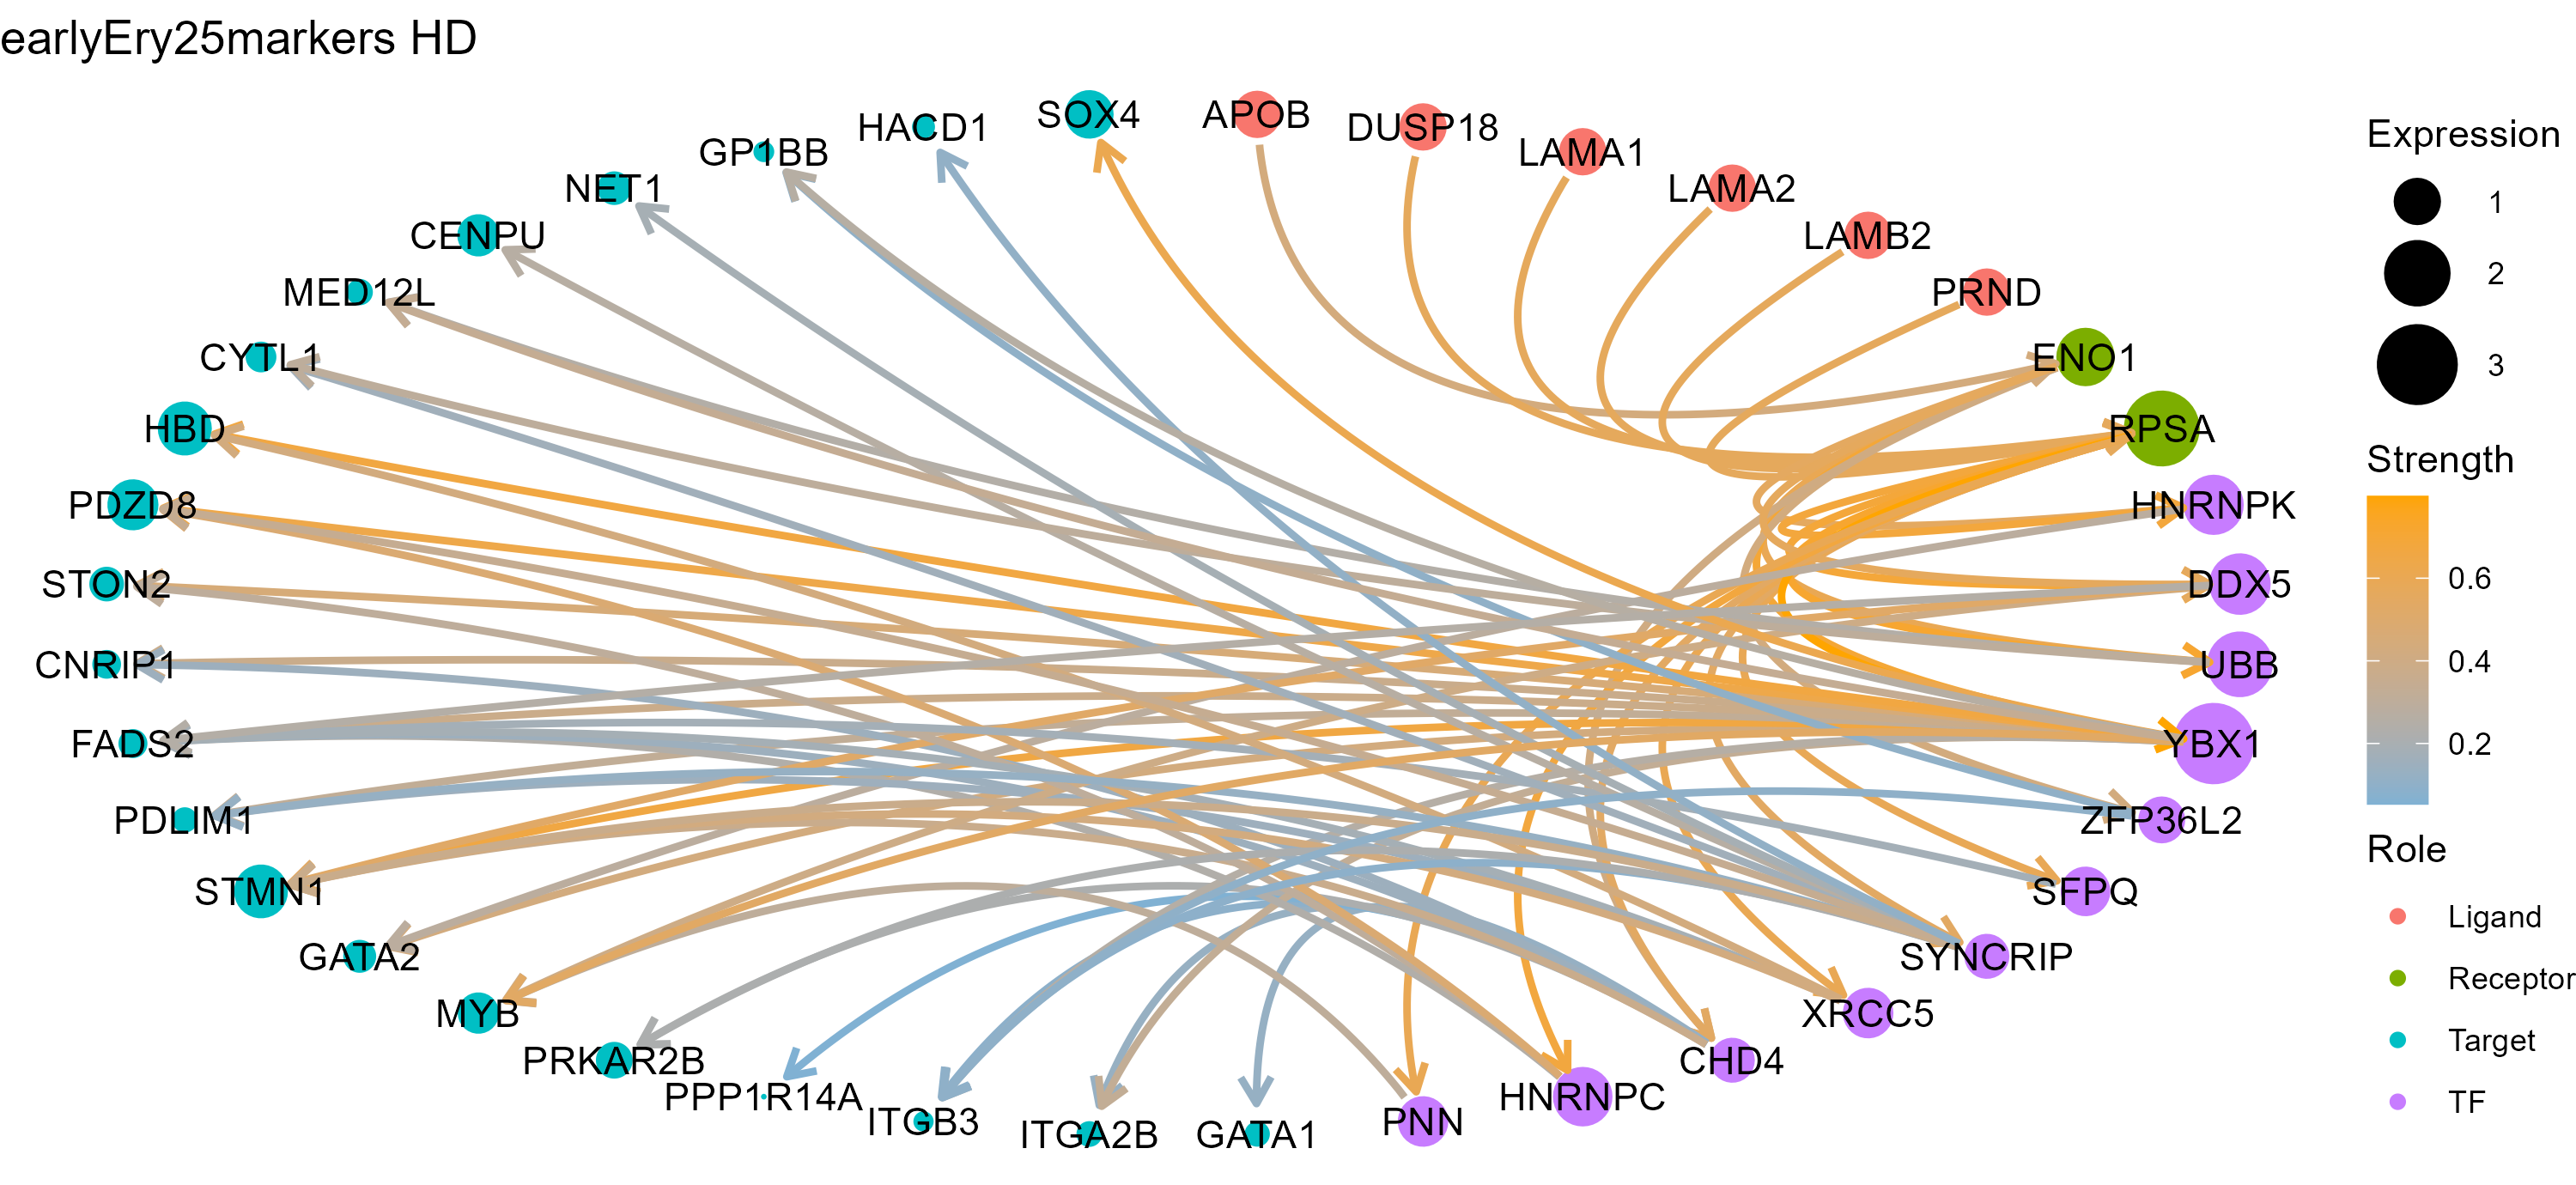 earlyEry25markers HD
SOX4
APOB
DUSP18
LAMA1
LAMA2
LAMB2
PRND
ENO1
RPSA
HNRNPK
DDX5
UBB
YBX1
ZFP36L2
SFPQ
SYNCRIP
XRCC5
CHD4
HNRNPC
PNN
GATA1
ITGA2B
ITGB3
PPP1R14A
PRKAR2B
MYB
GATA2
STMN1
PDLIM1
FADS2
CNRIP1
STON2
PDZD8
HBD
CYTL1
MED12L
CENPU
NET1
GP1BB
HACD1
Expression
1
2
3
Strength
0.6
0.4
0.2
Role
Ligand
Receptor
Target
TF